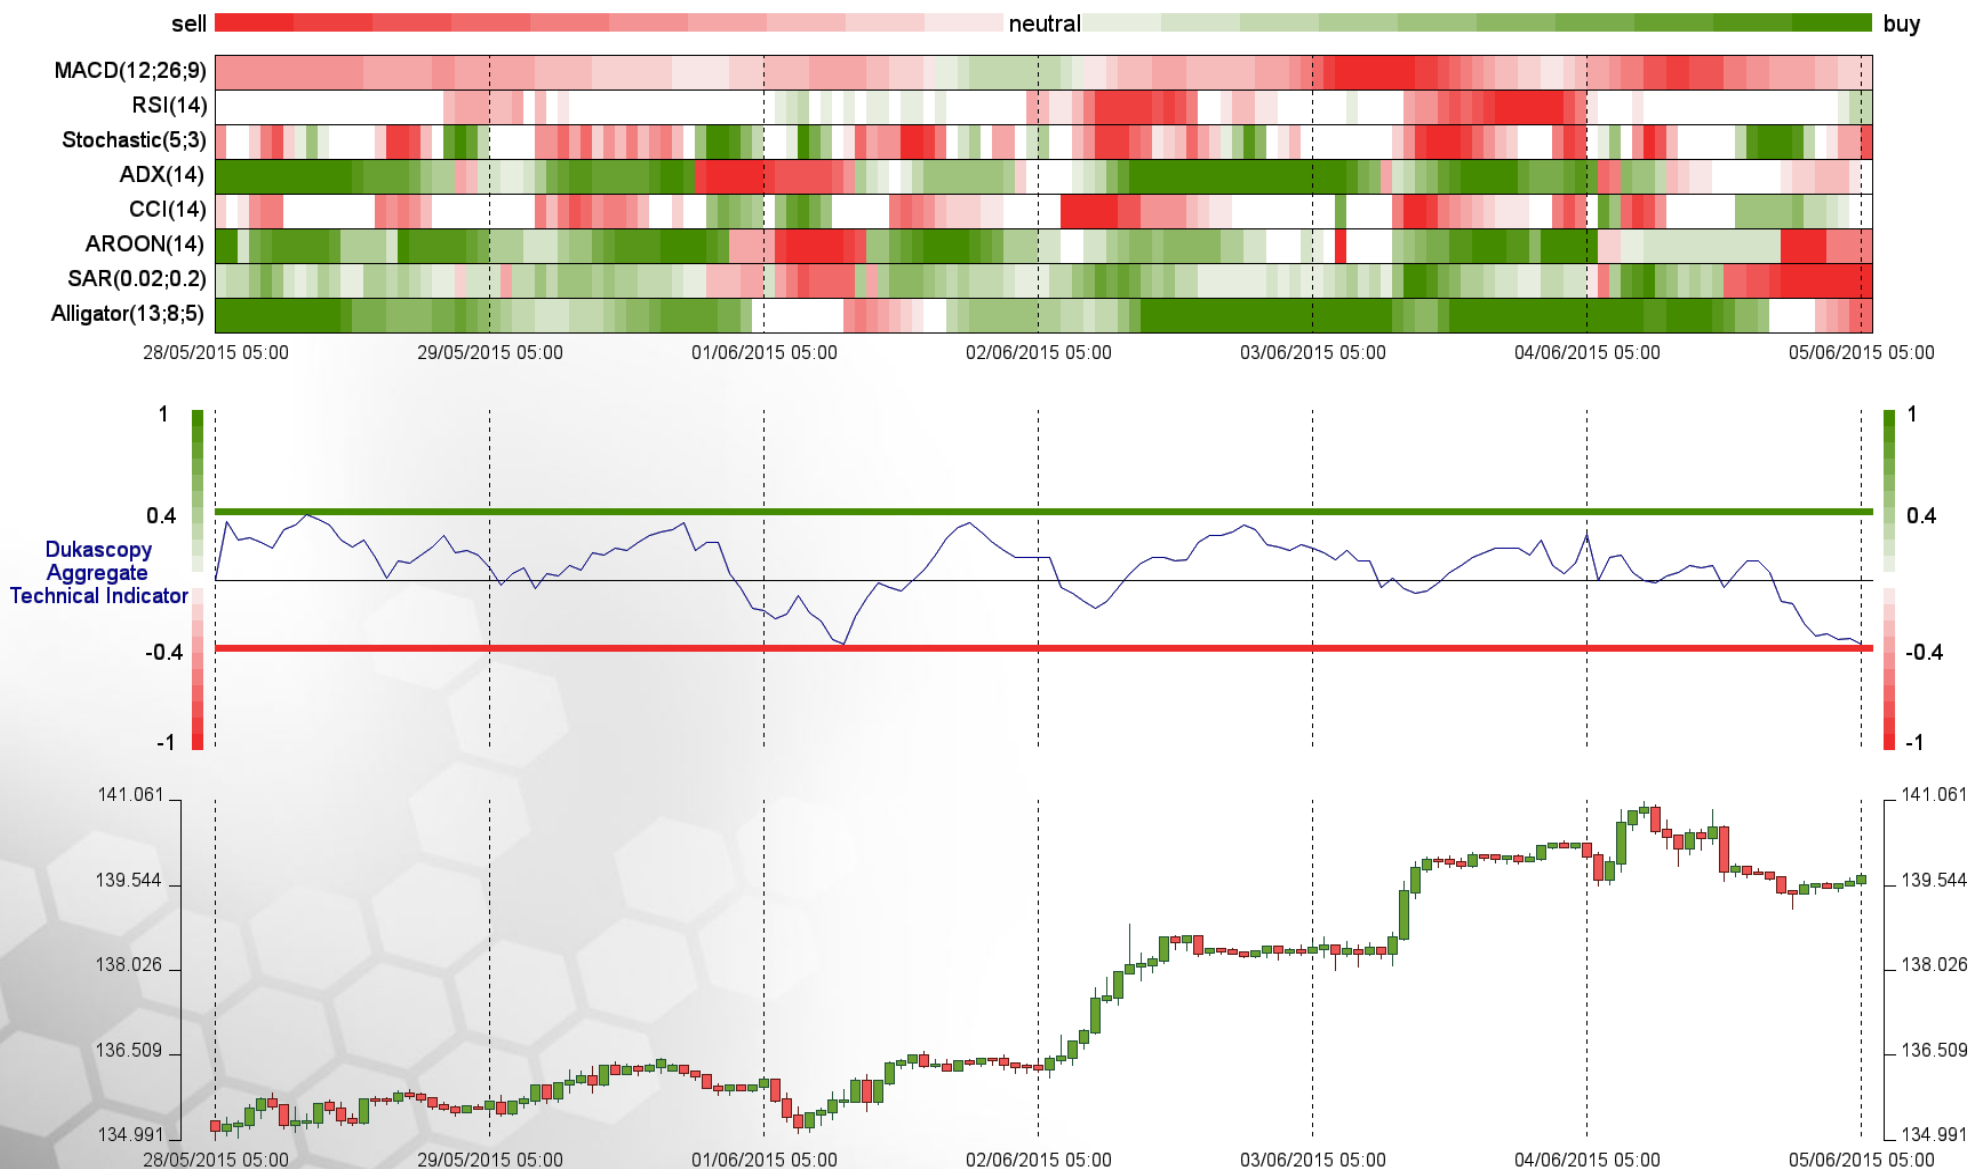 sell neutral buy
MACD(12;26;9)
RSI(14)
Stochastic(5;3)
ADX(14)
CCI(14)
AROON(14)
SAR(0.02;0.2)
Alligator(13;8;5)
28/05/2015 05:00 29/05/2015 05:00 01/06/2015 05:00 02/06/2015 05:00 03/06/2015 05:00 04/06/2015 05:00 05/06/2015 05:00
1 1
0.4 0.4
Dukascopy
Aggregate
Technical Indicator
-0.4 -0.4
-1 -1
141.061 141.061
139.544 139.544
138.026 138.026
136.509 136.509
134.991 134.991
28/05/2015 05:00 29/05/2015 05:00 01/06/2015 05:00 02/06/2015 05:00 03/06/2015 05:00 04/06/2015 05:00 05/06/2015 05:00